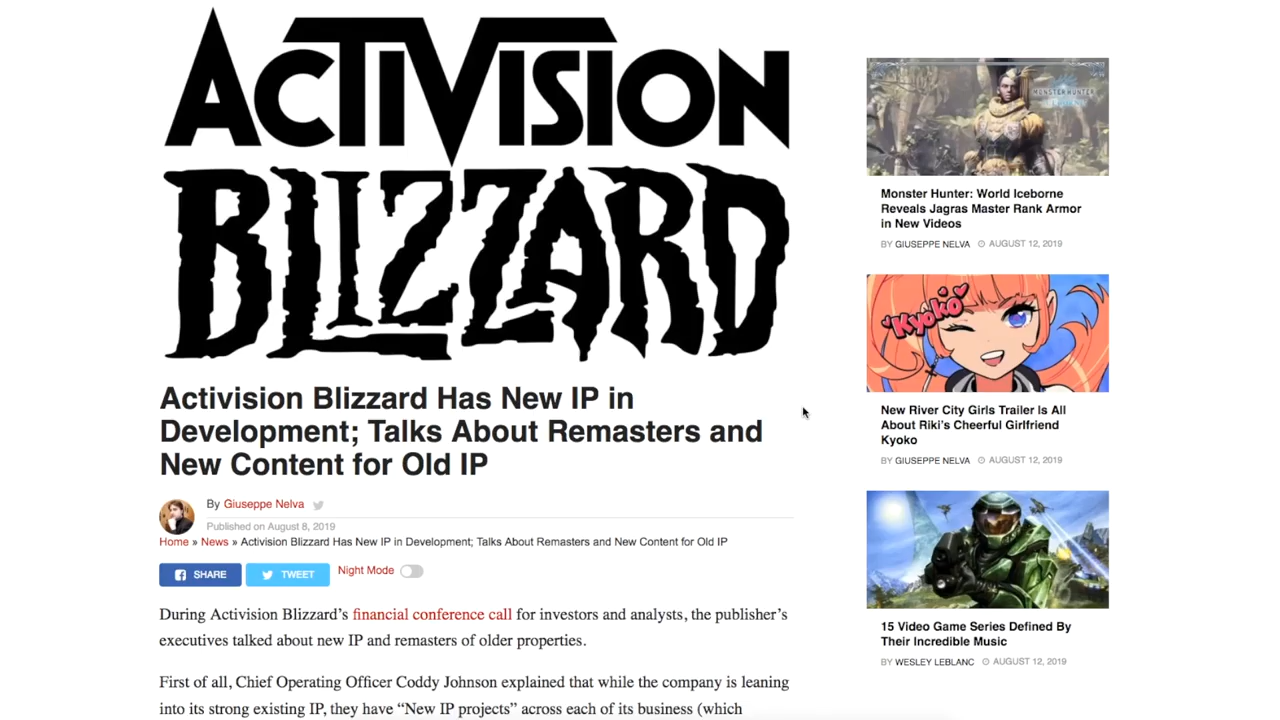 ACTIVISION
BLIZZARD
Activision Blizzard Has New IP in
Development; Talks About Remasters and
New Content for Old IP
By Giuseppe Nelva
Published on August 8, 2019
Home » News » Activision Blizzard Has New IP in Development; Talks About Remasters and New Content for Old IP
SHARE
TWEET
Night Mode
During Activision Blizzard’s financial conference call for investors and analysts, the publisher’s
executives talked about new IP and remasters of older properties.
First of all, Chief Operating Officer Coddy Johnson explained that while the company is leaning
into its strong existing IP, they have “New IP projects” across each of its business (which
MONSTER HUNTER
Monster Hunter: World Iceborne
Reveals Jagras Master Rank Armor
in New Videos
BY GIUSEPPE NELVA AUGUST 12, 2019
Kyoko
New River City Girls Trailer Is All
About Riki’s Cheerful Girlfriend
Kyoko
BY GIUSEPPE NELVA AUGUST 12, 2019
15 Video Game Series Defined By
Their Incredible Music
BY WESLEY LEBLANC AUGUST 12, 2019